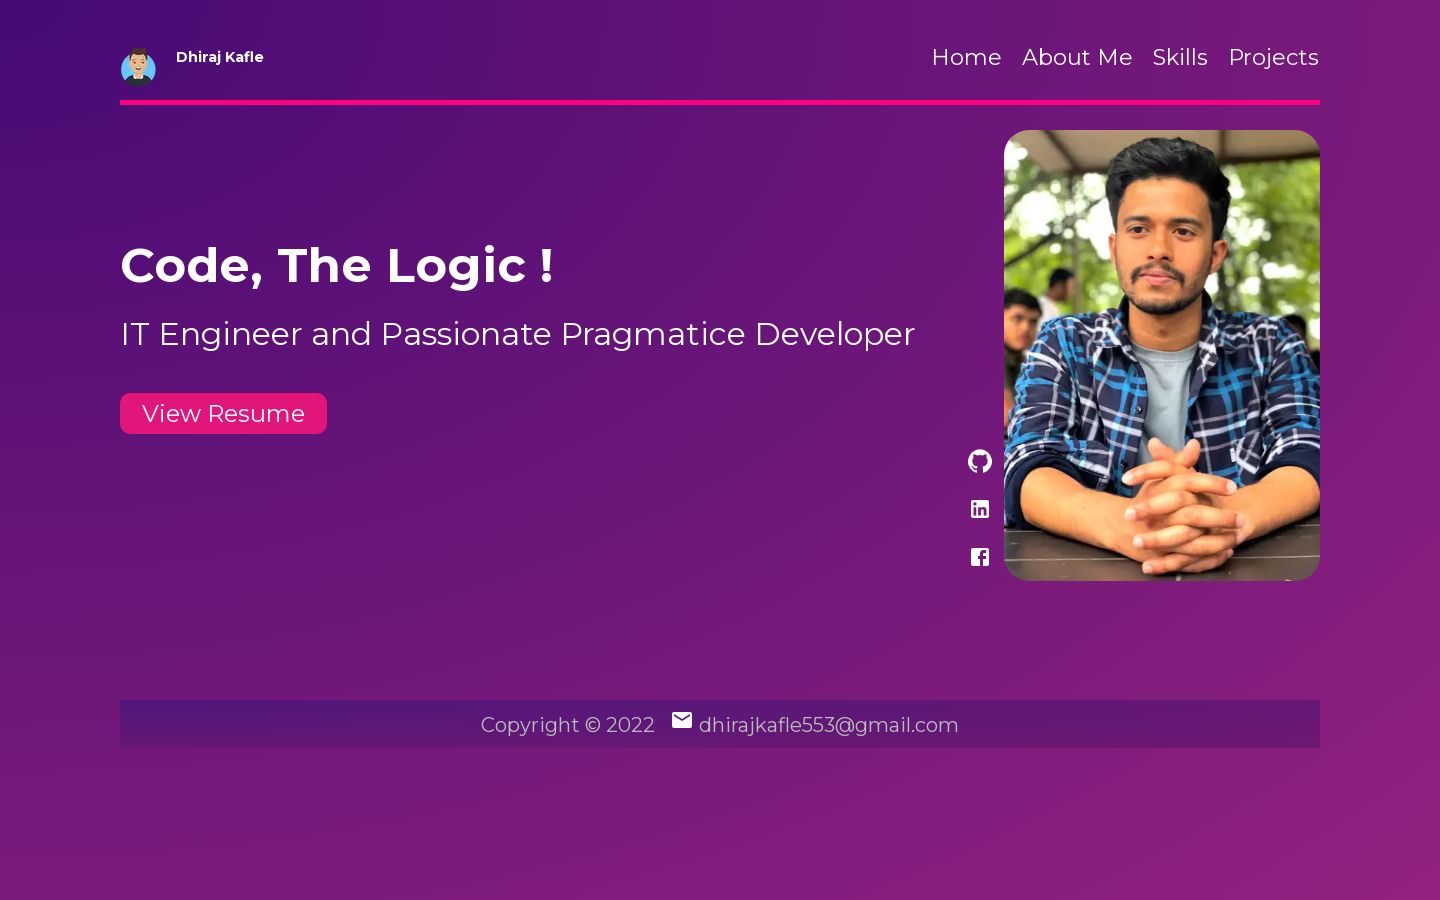 Dhiraj Kafle
Home About Me Skills Projects
Code, The Logic !
IT Engineer and Passionate Pragmatice Developer
View Resume
Copyright © 2022 dhirajkafle553@gmail.com